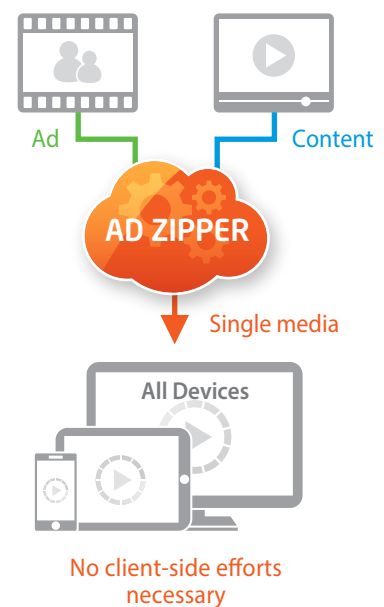 Ad
Content
AD ZIPPER
Single media
All Devices
No client-side efforts
necessary